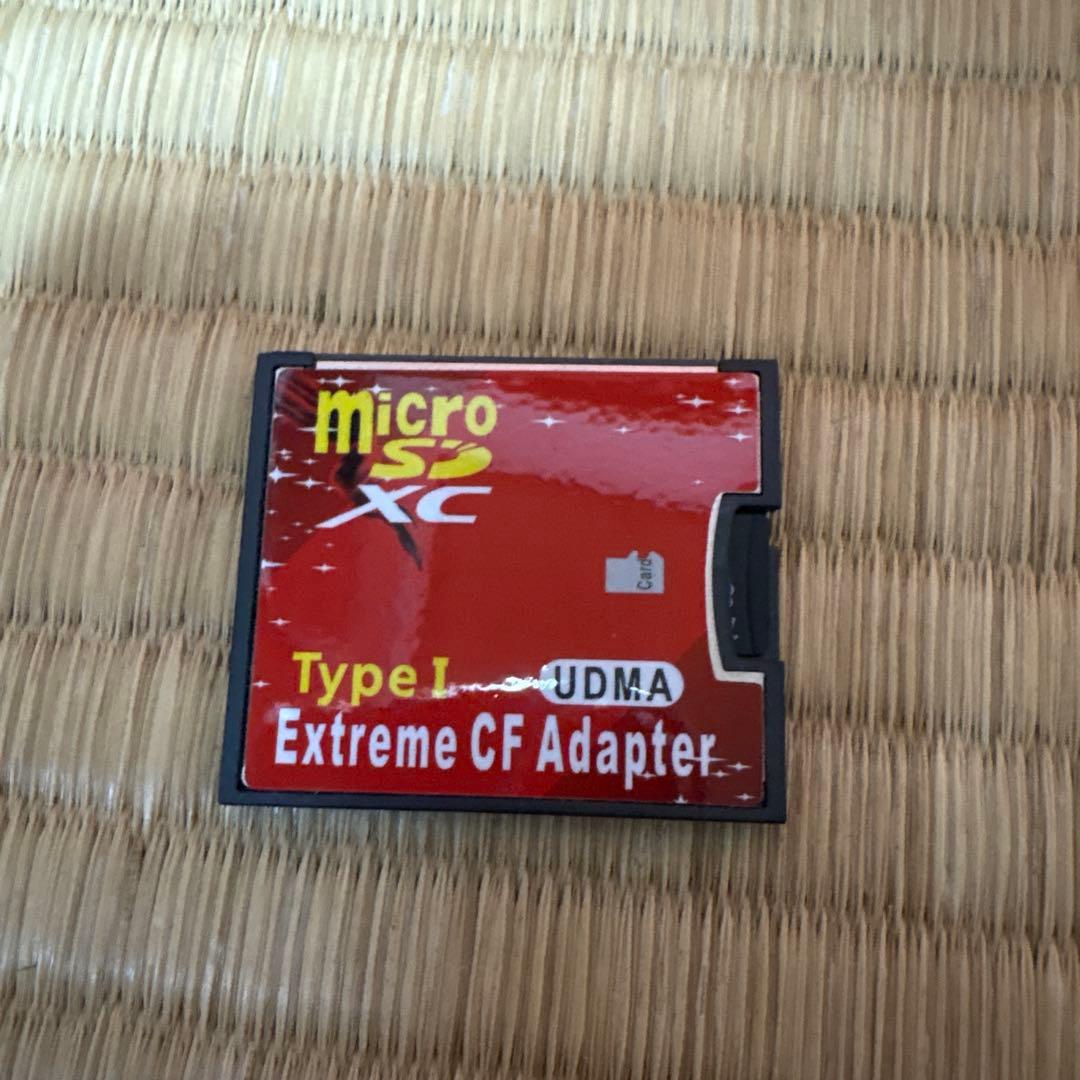 micro
SD
XC
Card
Type I
UDMA
Extreme CF Adapter